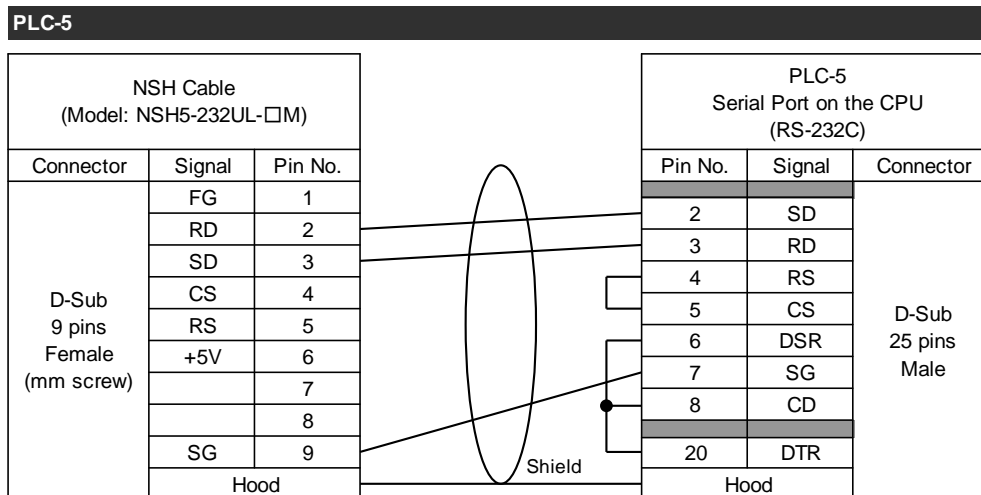 PLC-5
NSH Cable
(Model: NSH5-232UL-□M)
Connector Signal Pin No.
FG 1
RD 2
SD 3
CS 4
RS 5
+5V 6
7
8
SG 9
Hood
D-Sub
9 pins
Female
(mm screw)
Shield
PLC-5
Serial Port on the CPU
(RS-232C)
Pin No. Signal Connector
2 SD
3 RD
4 RS
5 CS
6 DSR
7 SG
8 CD
20 DTR
Hood
D-Sub
25 pins
Male